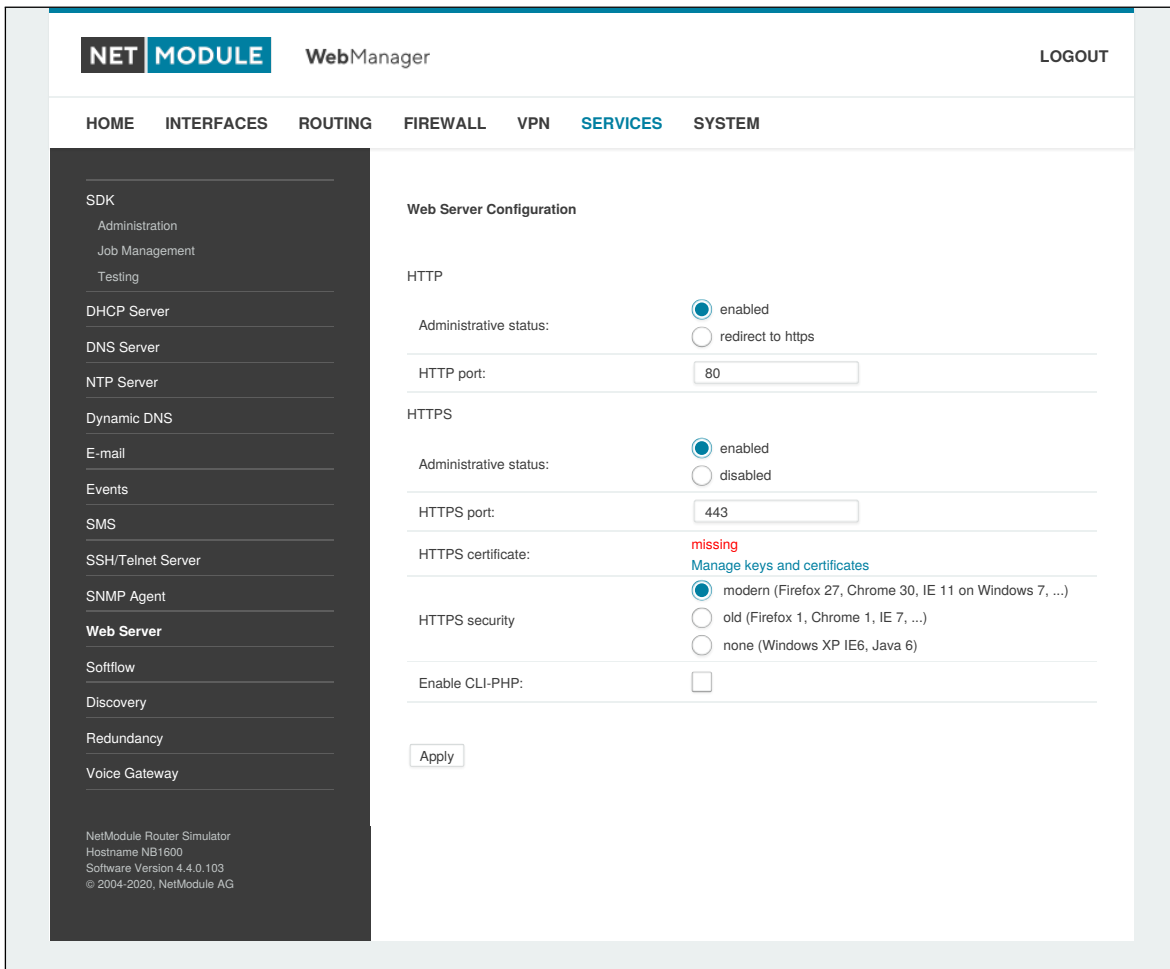 NET MODULE WebManager LOGOUT
HOME INTERFACES ROUTING FIREWALL VPN SERVICES SYSTEM
SDK
Administration
Job Management
Testing
DHCP Server
DNS Server
NTP Server
Dynamic DNS
E-mail
Events
SMS
SSH/Telnet Server
SNMP Agent
Web Server
Softflow
Discovery
Redundancy
Voice Gateway
NetModule Router Simulator
Hostname NB1600
Software Version 4.4.0.103
© 2004-2020, NetModule AG
Web Server Configuration
HTTP
Administrative status:
enabled
redirect to https
HTTP port: 80
HTTPS
Administrative status:
enabled
disabled
HTTPS port: 443
HTTPS certificate:
missing
Manage keys and certificates
HTTPS security
modern (Firefox 27, Chrome 30, IE 11 on Windows 7, ...)
old (Firefox 1, Chrome 1, IE 7, ...)
none (Windows XP IE6, Java 6)
Enable CLI-PHP:
Apply